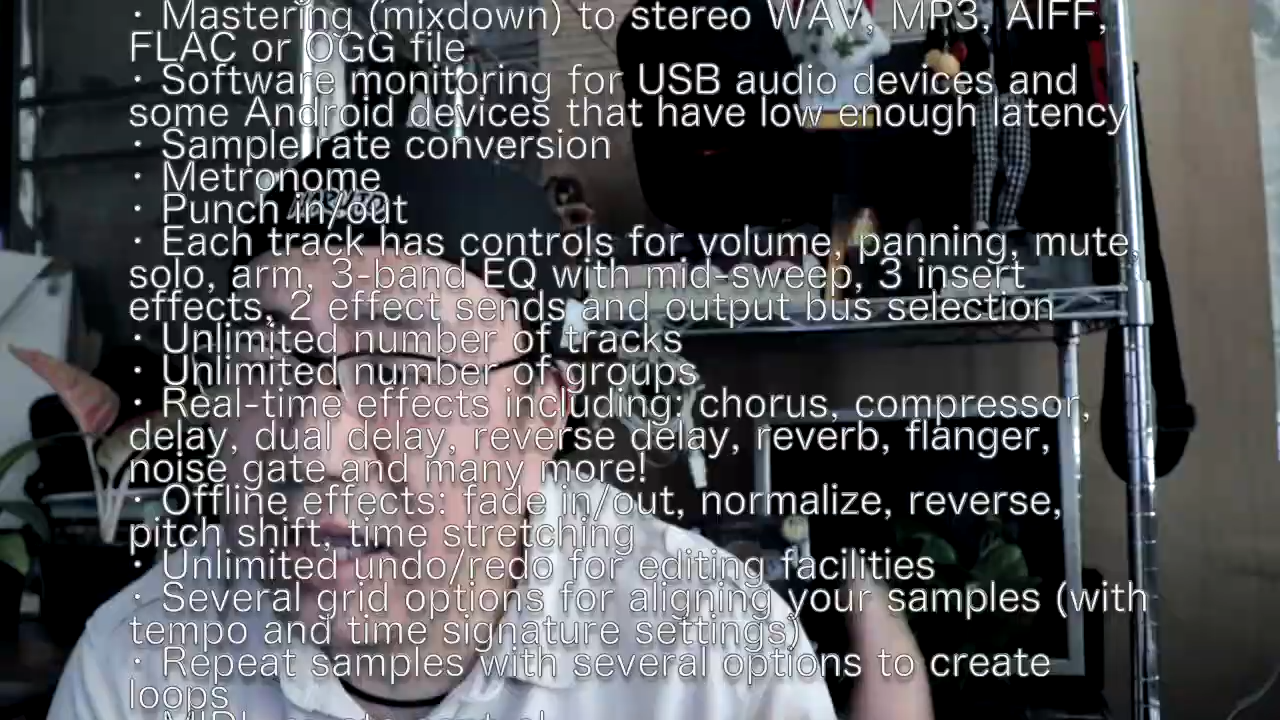 · Mastering (mixdown) to stereo WAV, MP3, AIFF,
FLAC or OGG file
· Software monitoring for USB audio devices and
some Android devices that have low enough latency
· Sample rate conversion
· Metronome
· Punch in/out
· Each track has controls for volume, panning, mute,
solo, arm, 3-band EQ with mid-sweep, 3 insert
effects, 2 effect sends and output bus selection
· Unlimited number of tracks
· Unlimited number of groups
· Real-time effects including: chorus, compressor,
delay, dual delay, reverse delay, reverb, flanger,
noise gate and many more!
· Offline effects: fade in/out, normalize, reverse,
pitch shift, time stretching
· Unlimited undo/redo for editing facilities
· Several grid options for aligning your samples (with
tempo and time signature settings)
· Repeat samples with several options to create
loops